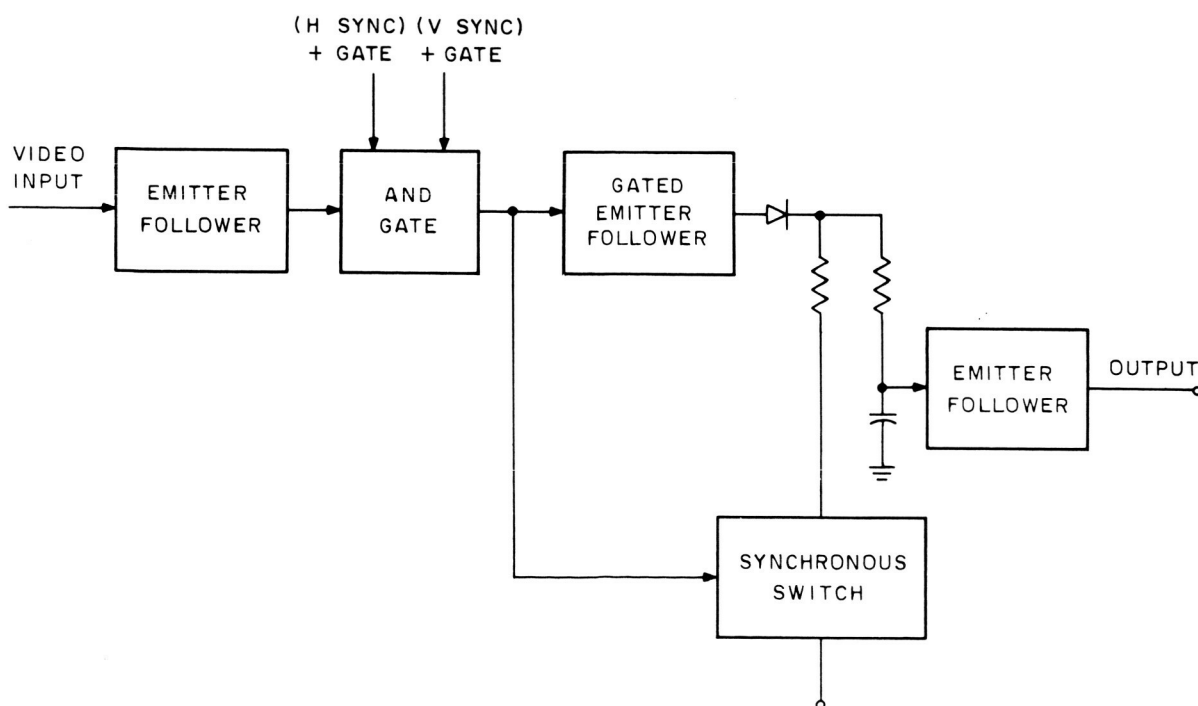 (H SYNC) (V SYNC)
+ GATE + GATE
VIDEO
INPUT
EMITTER
FOLLOWER
AND
GATE
GATED
EMITTER
FOLLOWER
EMITTER
FOLLOWER
OUTPUT
SYNCHRONOUS
SWITCH